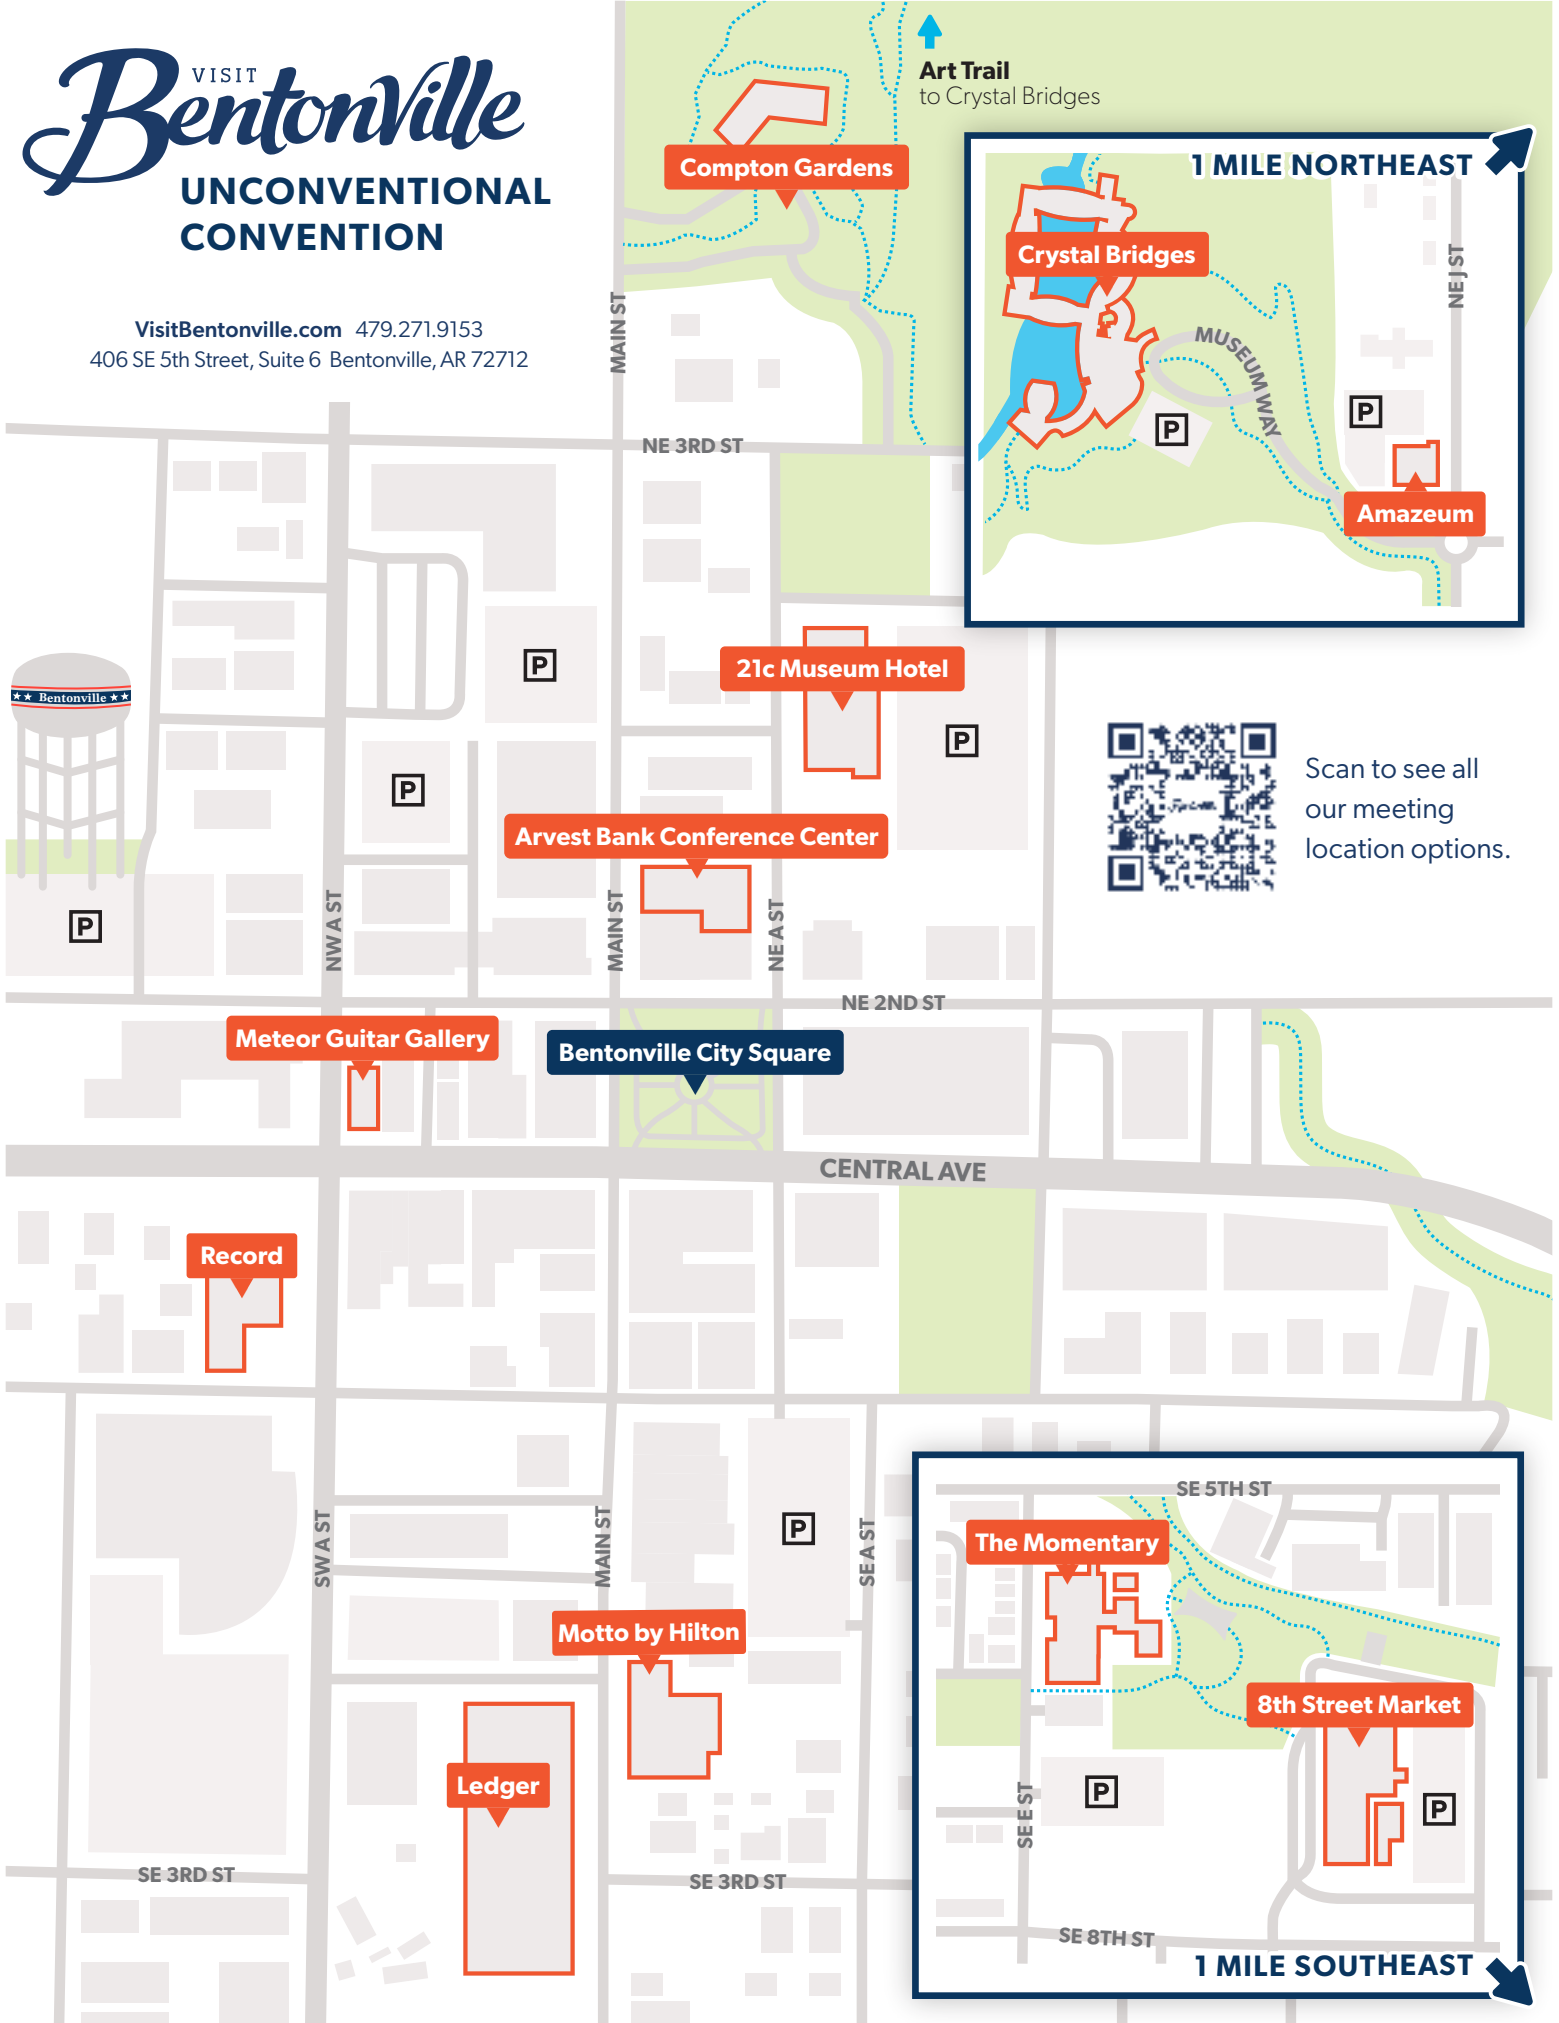 VISIT
Bentonville
UNCONVENTIONAL
CONVENTION
VisitBentonville.com 479.271.9153
406 SE 5th Street, Suite 6 Bentonville, AR 72712
Art Trail
to Crystal Bridges
Compton Gardens
1 MILE NORTHEAST
Crystal Bridges
NE J ST
MUSEUM WAY
P
P
Amazeum
MAIN ST
NE 3RD ST
P
21c Museum Hotel
P
Bentonville
P
Scan to see all
our meeting
location options.
Arvest Bank Conference Center
P
NW A ST
MAIN ST
NE A ST
NE 2ND ST
Meteor Guitar Gallery
Bentonville City Square
CENTRAL AVE
Record
SW A ST
MAIN ST
P
SE A ST
Motto by Hilton
Ledger
SE 3RD ST
SE 3RD ST
SE 5TH ST
The Momentary
8th Street Market
P
P
SE E ST
SE 8TH ST
1 MILE SOUTHEAST